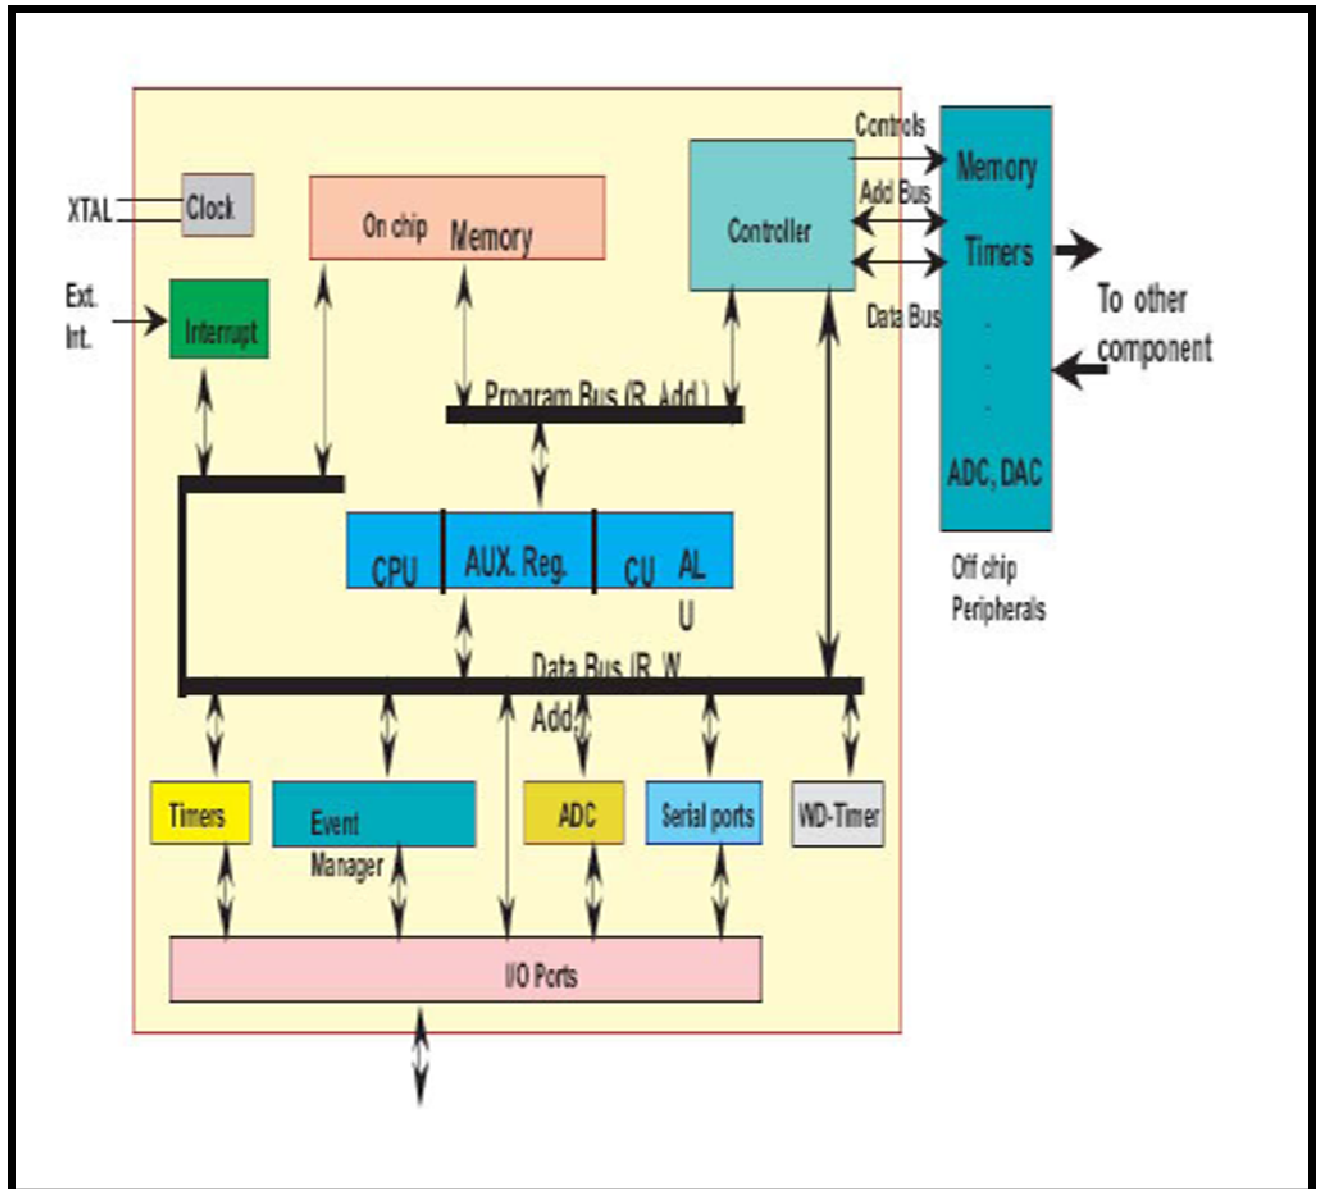 Controls
Memory
XTAL
Clock
Add Bus
On chip Memory
Controller
Timers
Ext.
Int.
Interrupt
Data Bus
To other
component
Program Bus (R, Add.)
ADC, DAC
CPU
AUX. Reg.
CU
AL
U
Off chip
Peripherals
Data Bus (R, W
Add.
Timers
Event
Manager
ADC
Serial ports
WD-Timer
I/O Ports